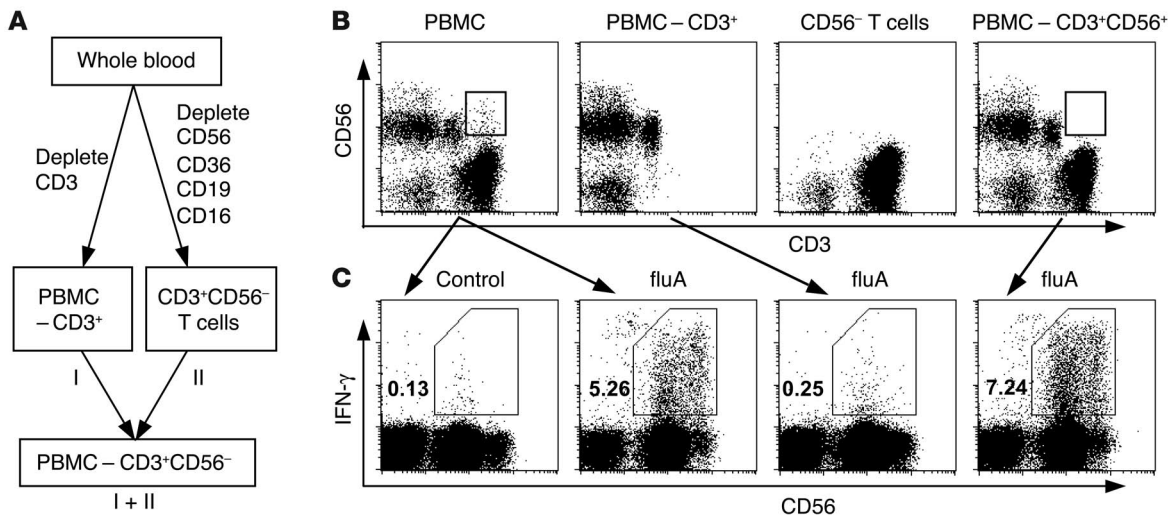 A
Whole blood
Deplete
CD3
Deplete
CD56
CD36
CD19
CD16
PBMC
– CD3⁺
CD3⁺CD56⁻
T cells
I
II
PBMC – CD3⁺CD56⁻
I + II
B
PBMC
PBMC – CD3⁺
CD56⁻ T cells
PBMC – CD3⁺CD56⁺
CD56
CD3
C
Control
fluA
fluA
fluA
IFN-γ
0.13
5.26
0.25
7.24
CD56